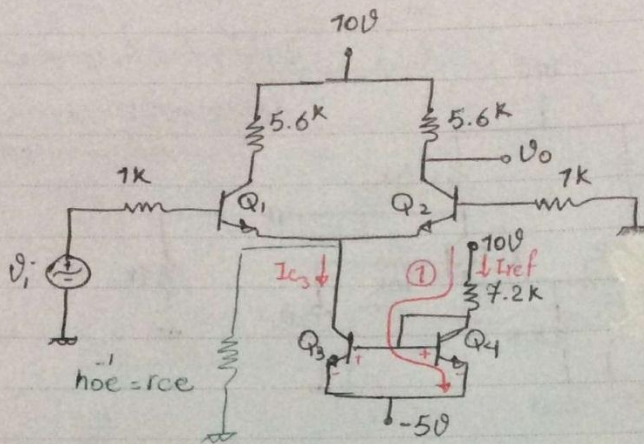 10v
5.6K
5.6K
vo
1K
Q1
Q2
1K
10v
vi
Ic3
1
Iref
7.2K
Q3
+
+
Q4
-
-
hoe⁻¹=rce
-5v